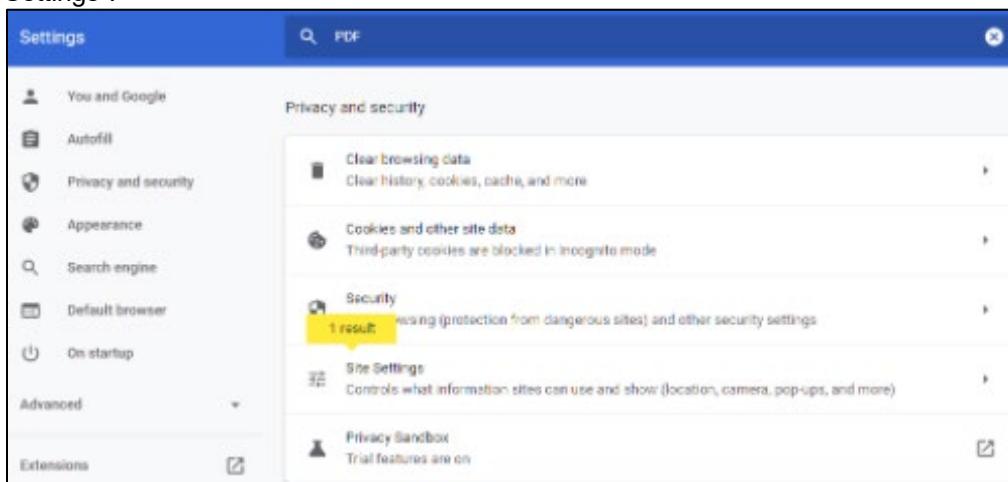 Settings
PDF
You and Google
Autofill
Privacy and security
Appearance
Search engine
Default browser
On startup
Advanced
Extensions
Privacy and security
Clear browsing data
Clear history, cookies, cache, and more
Cookies and other site data
Third-party cookies are blocked in Incognito mode
Security
browsing (protection from dangerous sites) and other security settings
1 result
Site Settings
Controls what information sites can use and show (location, camera, pop-ups, and more)
Privacy Sandbox
Trial features are on